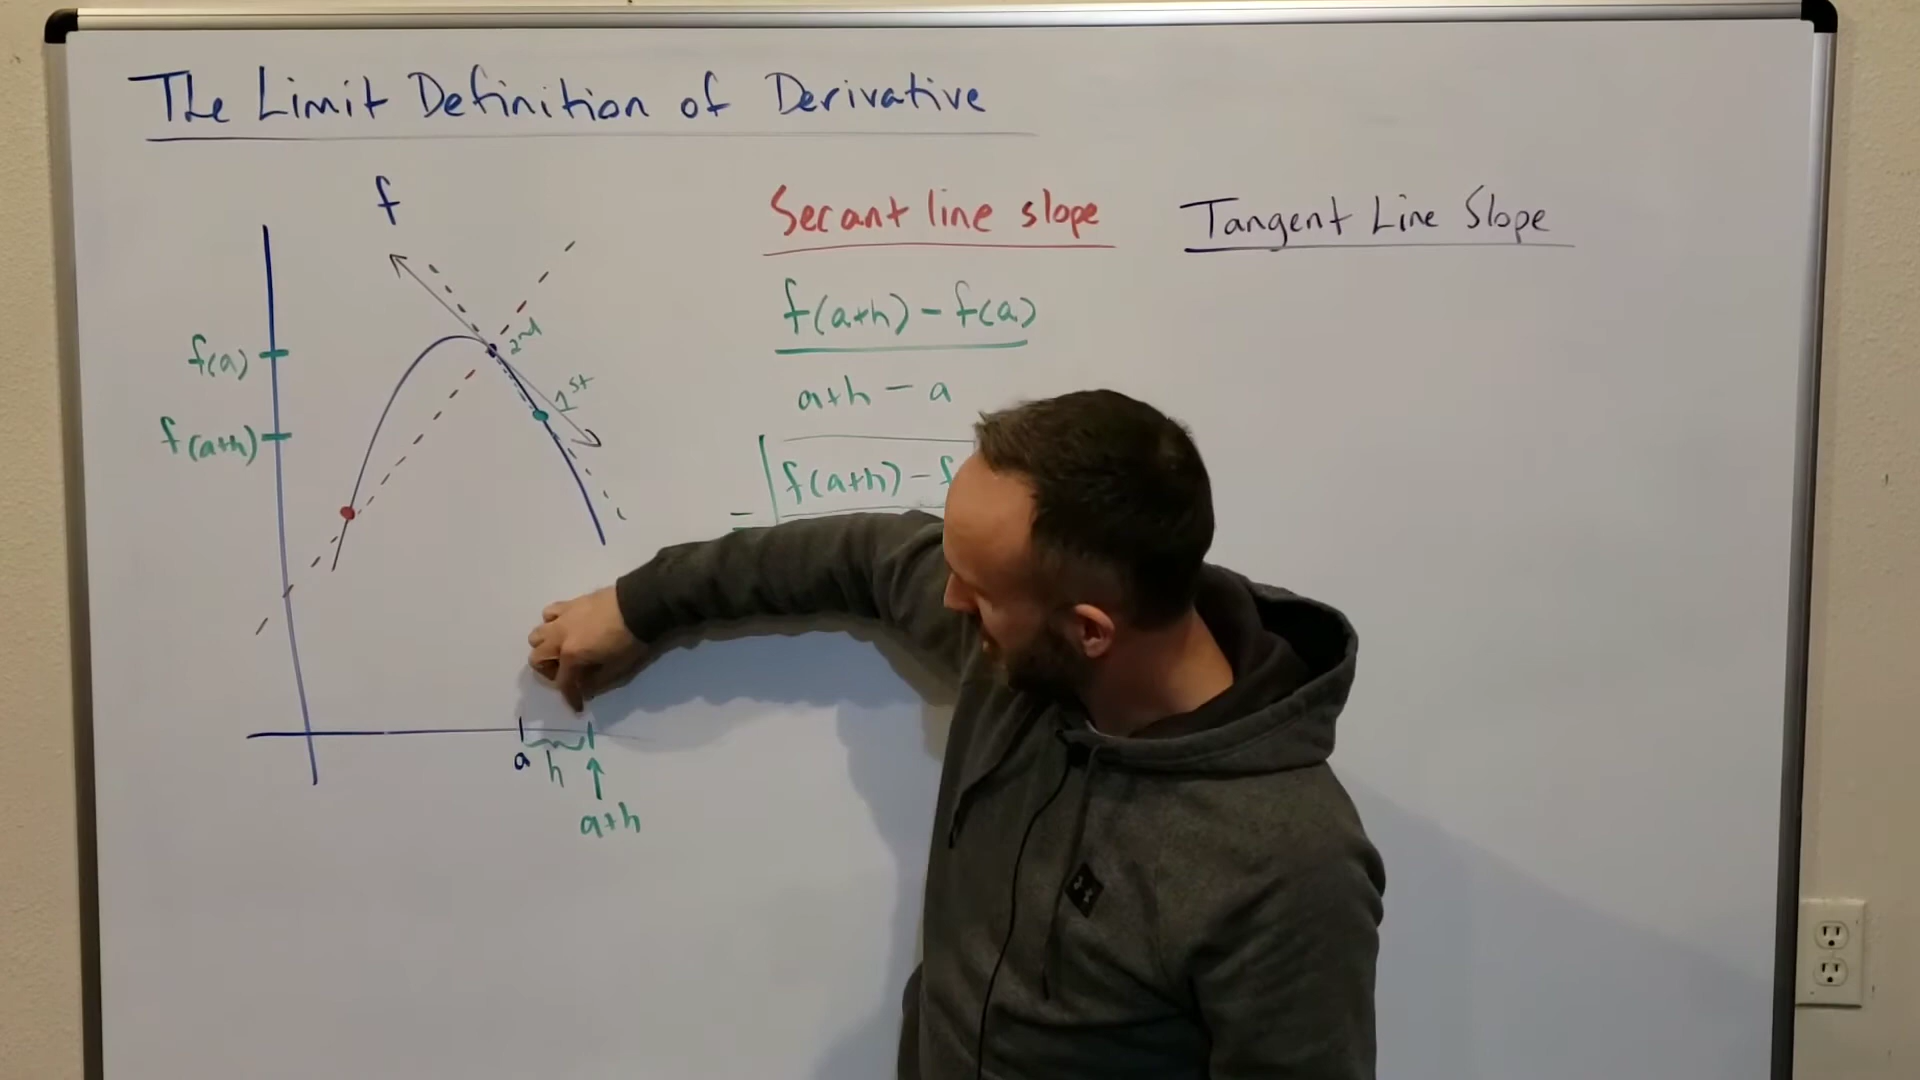 The Limit Definition of Derivative
f
f(a)
f(a+h)
2nd
1st
a
h
a+h
Secant line slope
f(a+h) - f(a)
a+h - a
= f(a+h) - f
Tangent Line Slope